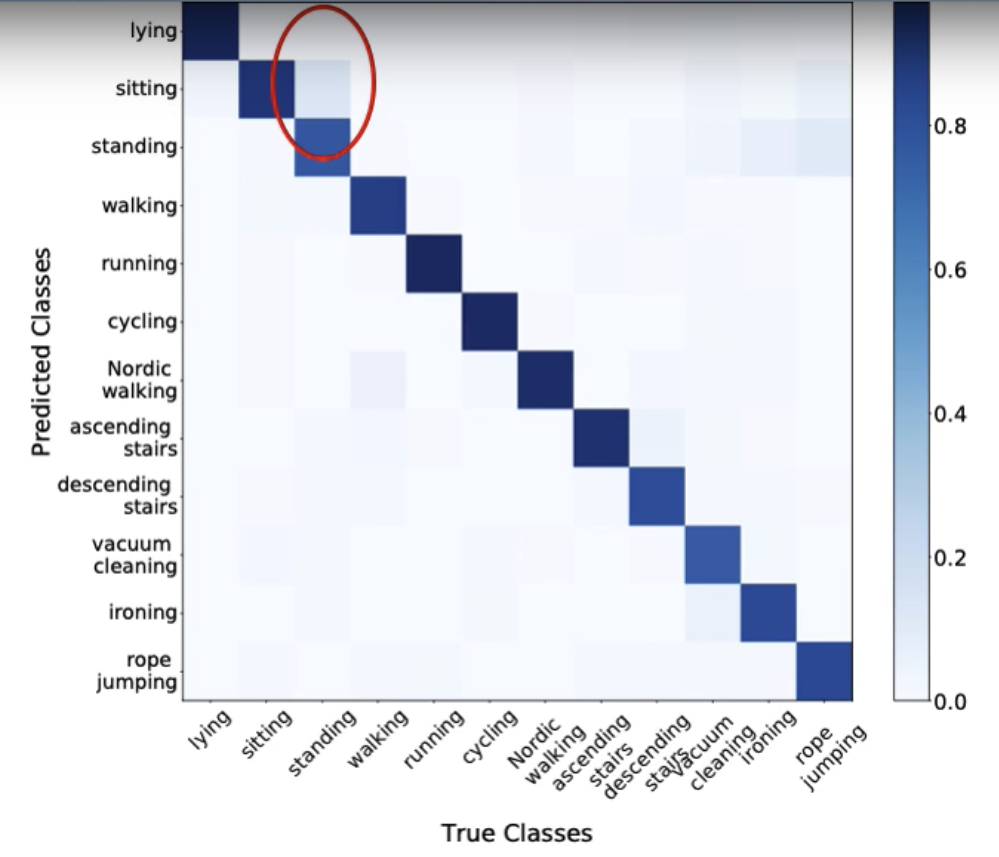 lying
sitting
standing
walking
running
cycling
Nordic
walking
ascending
stairs
descending
stairs
vacuum
cleaning
ironing
rope
jumping
Predicted Classes
lying
sitting
standing
walking
running
cycling
Nordic
walking
ascending
stairs
descending
stairs
vacuum
cleaning
ironing
rope
jumping
True Classes
0.8
0.6
0.4
0.2
0.0